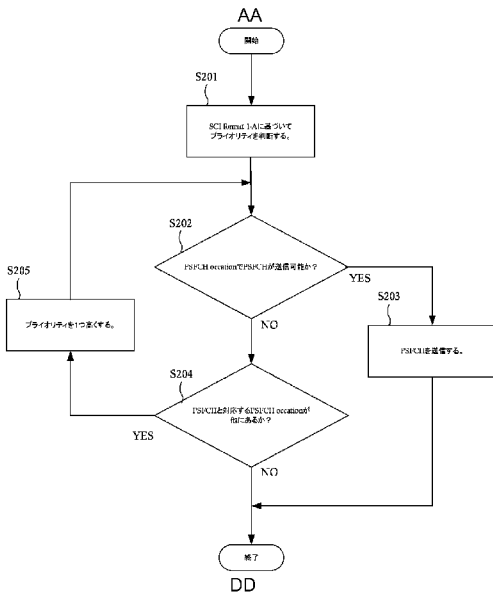 AA
開始
S201
SCI format 1-Aに基づいて
プライオリティを判断する。
S202
PSFCH occationでPSFCHが送信可能か?
YES
S205
S203
プライオリティを1つ高くする。
PSFCHを送信する。
NO
S204
PSFCHと対応するPSFCH occationが
他にあるか?
YES
NO
終了
DD